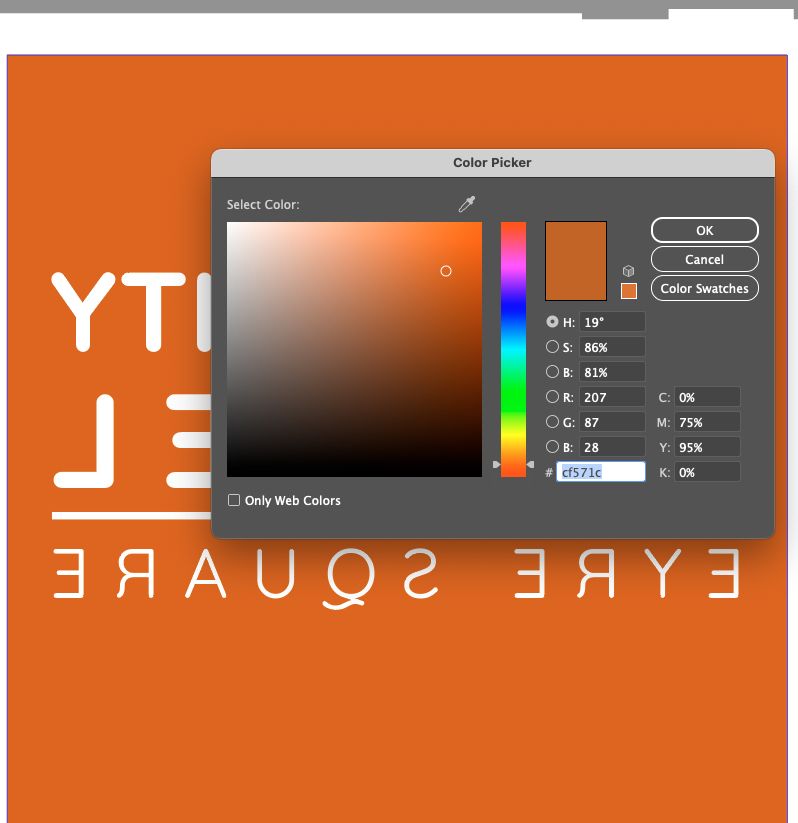 Color Picker
Select Color:
OK
Cancel
Color Swatches
H: 19°
S: 86%
B: 81%
R: 207 C: 0%
G: 87 M: 75%
B: 28 Y: 95%
# cf571c K: 0%
Only Web Colors
EYRE SQUARE